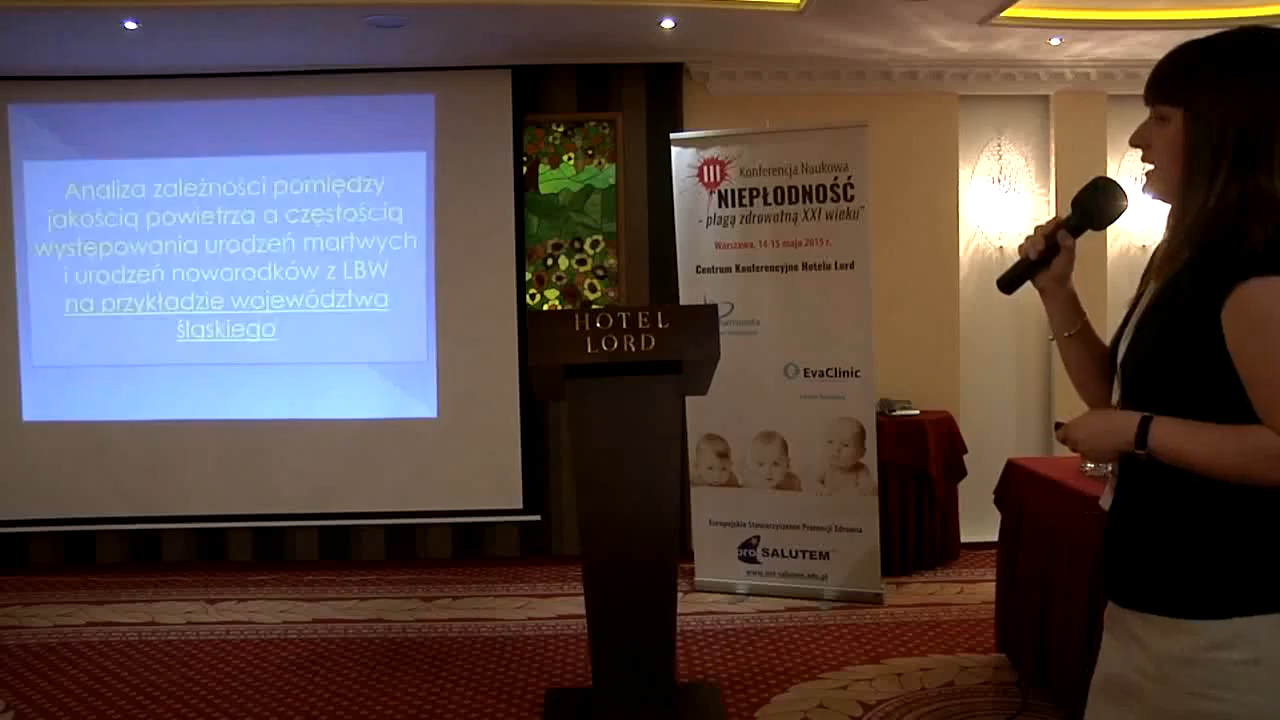 Analiza zależności pomiędzy
jakością powietrza a częstością
występowania urodzeń martwych
i urodzeń noworodków z LBW
na przykładzie województwa
śląskiego
HOTEL
LORD
III
Konferencja Naukowa
"NIEPŁODNOŚĆ
- plagą zdrowotną XXI wieku"
Warszawa, 14-15 maja 2015 r.
Centrum Konferencyjne Hotelu Lord
EvaClinic
Europejskie Stowarzyszenie Promocji Zdrowia
pro SALUTEM